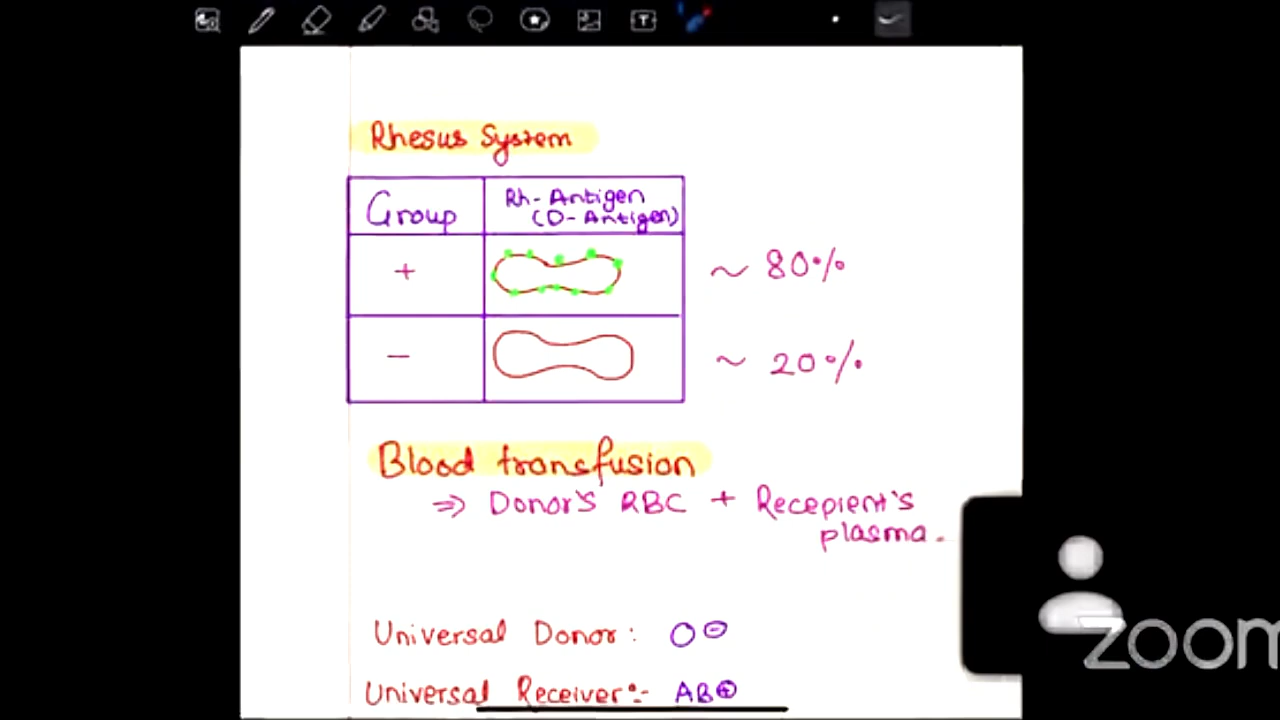 Rhesus System
Group
Rh-Antigen
(D-Antigen)
+
~ 80%
-
~ 20%
Blood transfusion
⇒ Donor's RBC + Recepient's
plasma.
Universal Donor: O⊖
Universal Receiver:- AB⊕
zoom